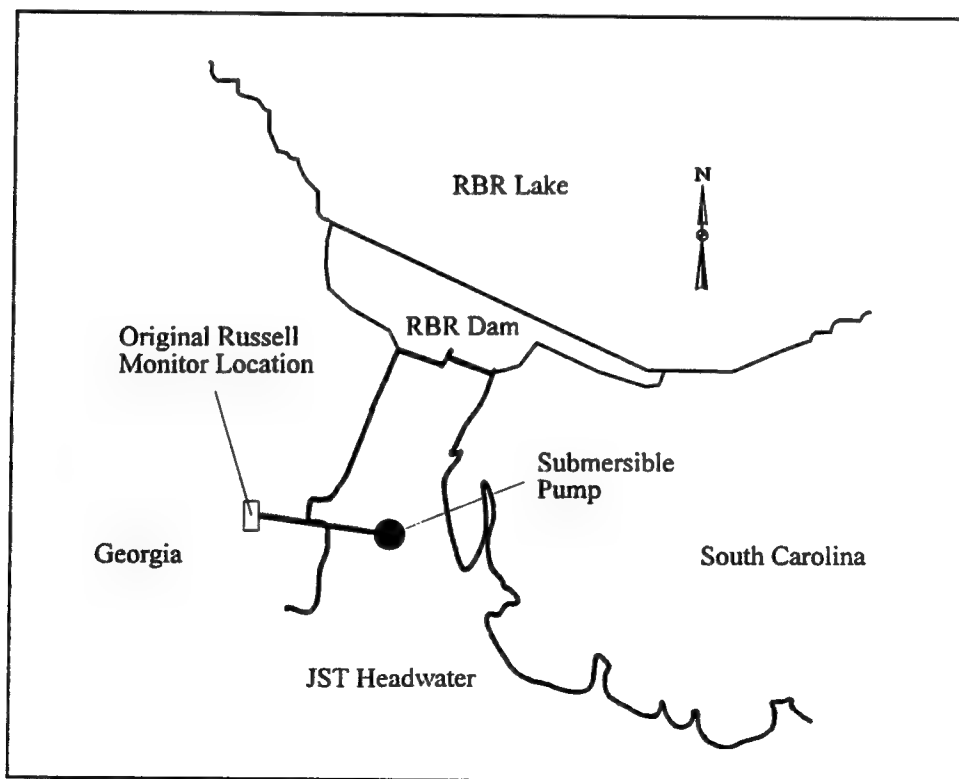 RBR Lake
N
RBR Dam
Original Russell
Monitor Location
Submersible
Pump
Georgia
South Carolina
JST Headwater